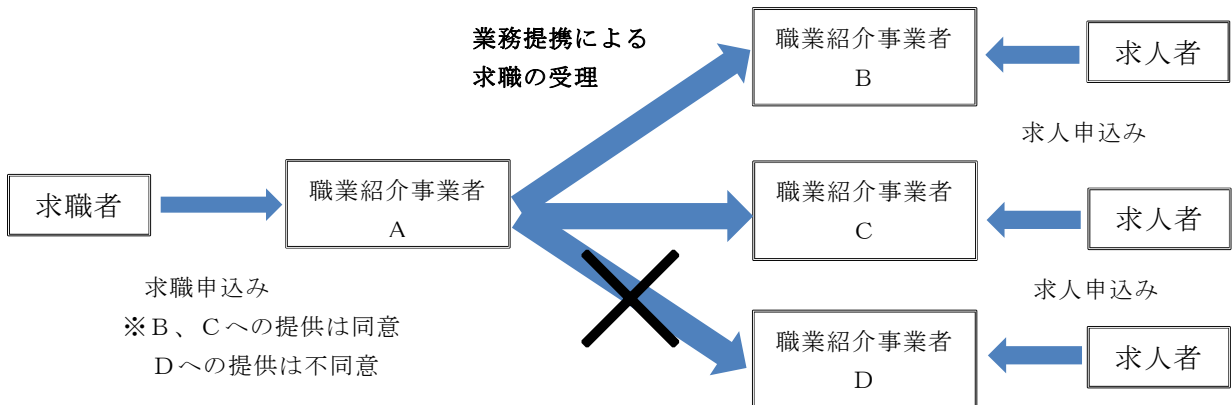 業務提携による
求職の受理
職業紹介事業者
B
求人者
求人申込み
求職者
職業紹介事業者
A
職業紹介事業者
C
求人者
求職申込み
※B、Cへの提供は同意
Dへの提供は不同意
求人申込み
職業紹介事業者
D
求人者